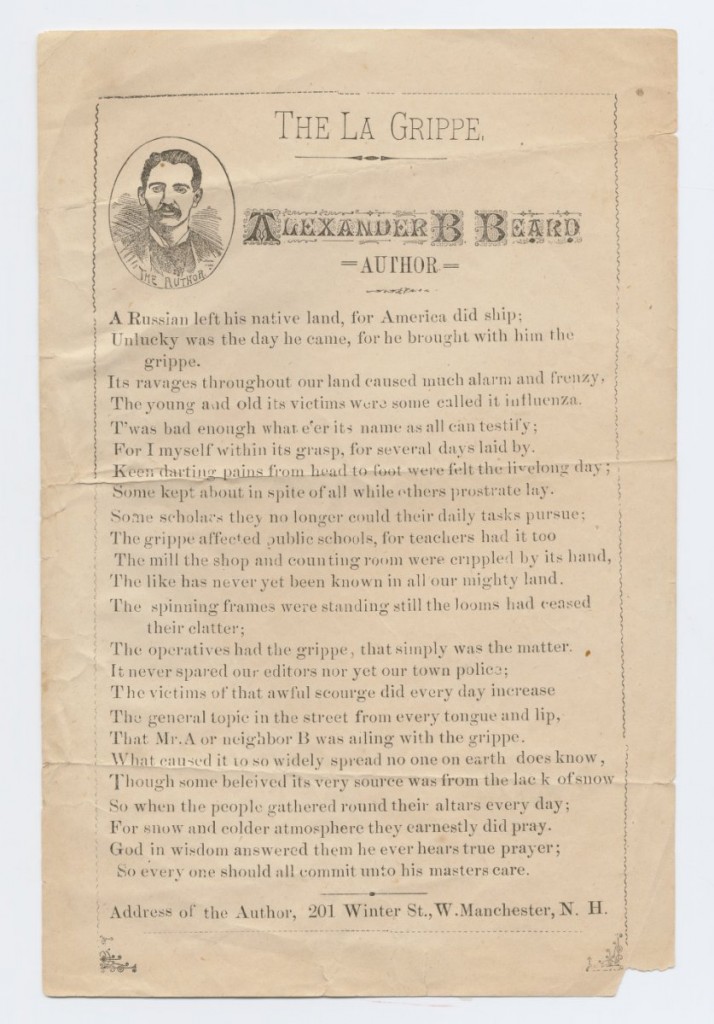 THE LA GRIPPE.
THE AUTHOR
ALEXANDER B BEARD
=AUTHOR=
A Russian left his native land, for America did ship;
Unlucky was the day he came, for he brought with him the
grippe.
Its ravages throughout our land caused much alarm and frenzy,
The young and old its victims were some called it influenza.
T'was bad enough what e'er its name as all can testify;
For I myself within its grasp, for several days laid by.
Keen darting pains from head to foot were felt the livelong day;
Some kept about in spite of all while others prostrate lay.
Some scholars they no longer could their daily tasks pursue;
The grippe affected public schools, for teachers had it too
The mill the shop and counting room were crippled by its hand,
The like has never yet been known in all our mighty land.
The spinning frames were standing still the looms had ceased
their clatter;
The operatives had the grippe, that simply was the matter.
It never spared our editors nor yet our town police;
The victims of that awful scourge did every day increase
The general topic in the street from every tongue and lip,
That Mr. A or neighbor B was ailing with the grippe.
What caused it to so widely spread no one on earth does know,
Though some beleived its very source was from the lack of snow
So when the people gathered round their altars every day;
For snow and colder atmosphere they earnestly did pray.
God in wisdom answered them he ever hears true prayer;
So every one should all commit unto his masters care.
Address of the Author, 201 Winter St., W. Manchester, N. H.